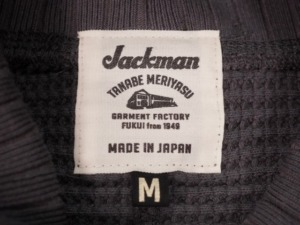 Jackman
TANABE MERIYASU
GARMENT FACTORY
FUKUI from 1949
MADE IN JAPAN
M